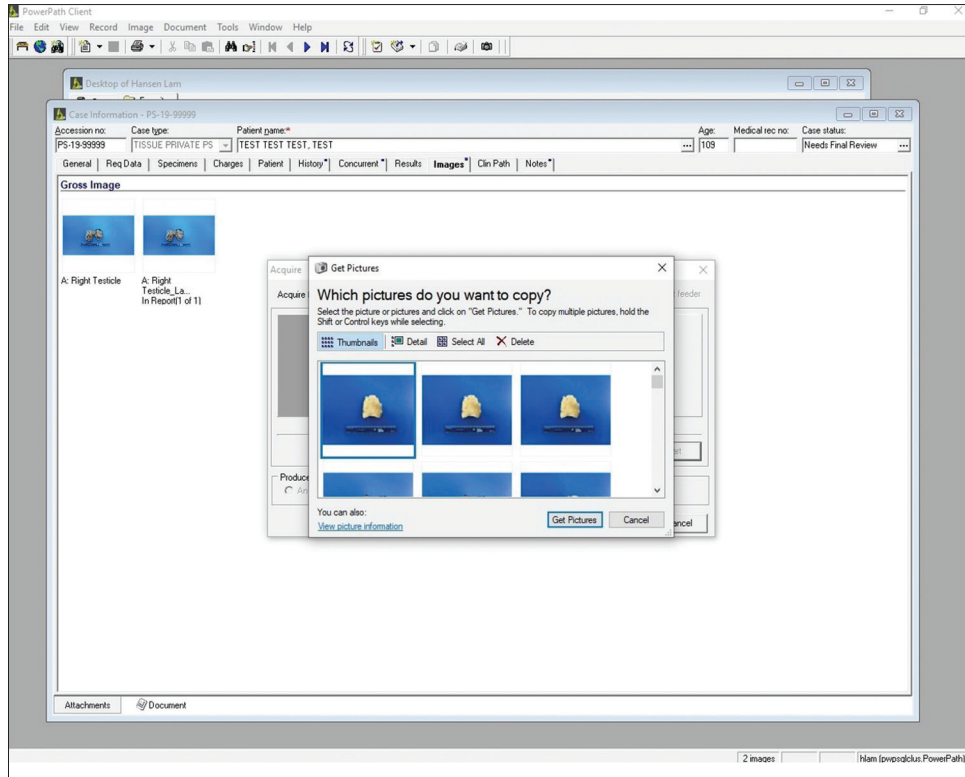 PowerPath Client
File Edit View Record Image Document Tools Window Help
Desktop of Hansen Lam
Case Information - PS-19-99999
Accession no: Case type: Patient name:* Age: Medical rec no: Case status:
PS-19-99999 TISSUE PRIVATE PS TEST TEST TEST, TEST ... 109 Needs Final Review ...
General Req Data Specimens Charges Patient History* Concurrent* Results Images* Clin Path Notes*
Gross Image
A: Right Testicle
A: Right
Testicle_La...
In Report(1 of 1)
Acquire
Acquire
feeder
Get Pictures
Which pictures do you want to copy?
Select the picture or pictures and click on "Get Pictures." To copy multiple pictures, hold the
Shift or Control keys while selecting.
Thumbnails Detail Select All Delete
Produce
An
You can also:
View picture information
Get Pictures Cancel
ancel
Attachments Document
2 images hlam (pwpsqlclus.PowerPath)